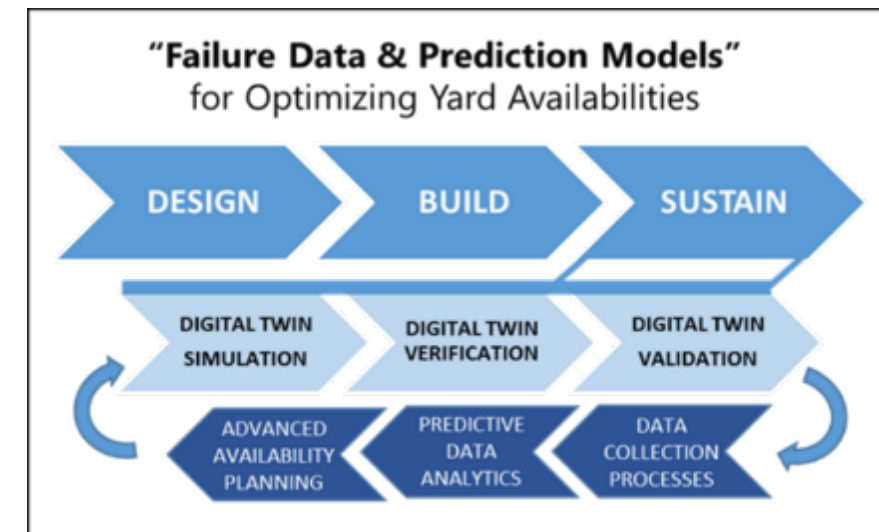 “Failure Data & Prediction Models”
for Optimizing Yard Availabilities
DESIGN
BUILD
SUSTAIN
DIGITAL TWIN
SIMULATION
DIGITAL TWIN
VERIFICATION
DIGITAL TWIN
VALIDATION
ADVANCED
AVAILABILITY
PLANNING
PREDICTIVE
DATA
ANALYTICS
DATA
COLLECTION
PROCESSES